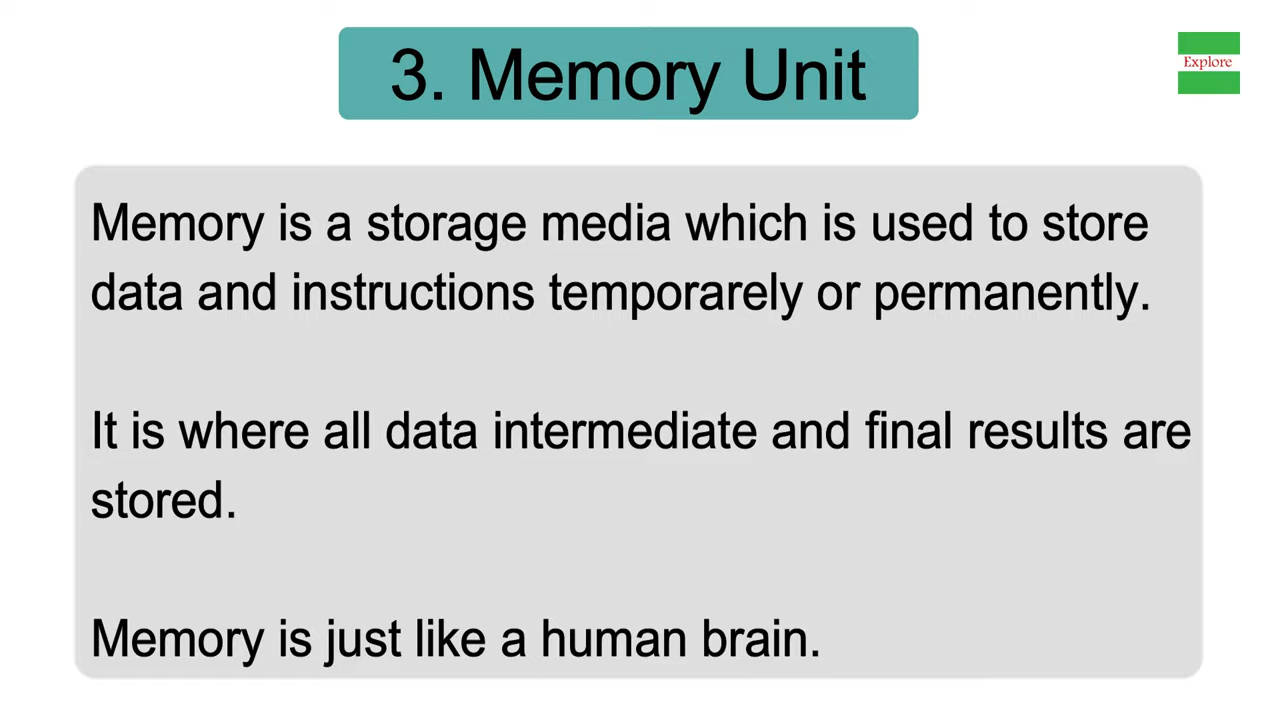 3. Memory Unit
Explore
Memory is a storage media which is used to store
data and instructions temporarely or permanently.
It is where all data intermediate and final results are
stored.
Memory is just like a human brain.